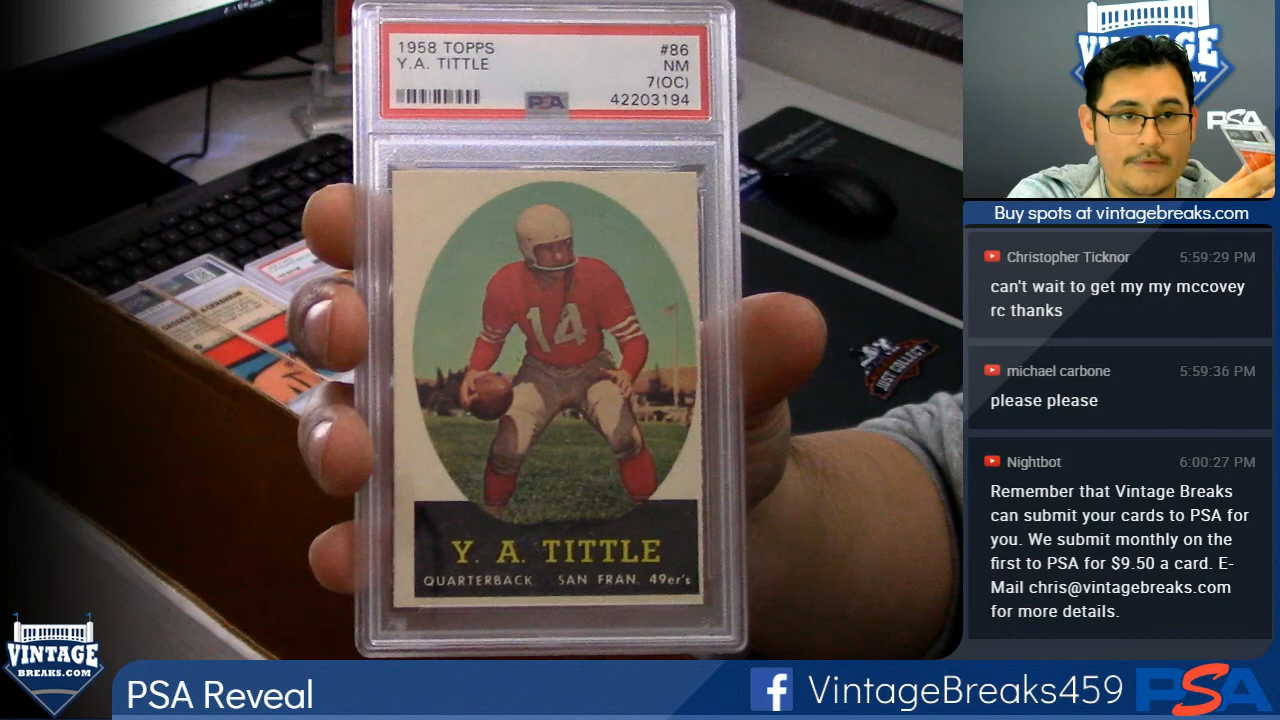 1958 TOPPS #86
Y.A. TITTLE NM
7(OC)
PSA 42203194
14
Y. A. TITTLE
QUARTERBACK SAN FRAN. 49er's
JUST COLLECT
VINTAGE
PSA
Buy spots at vintagebreaks.com
Christopher Ticknor 5:59:29 PM
can't wait to get my my mccovey
rc thanks
michael carbone 5:59:36 PM
please please
Nightbot 6:00:27 PM
Remember that Vintage Breaks
can submit your cards to PSA for
you. We submit monthly on the
first to PSA for $9.50 a card. E-
Mail chris@vintagebreaks.com
for more details.
VINTAGE
BREAKS.COM
PSA Reveal
VintageBreaks459
PSA